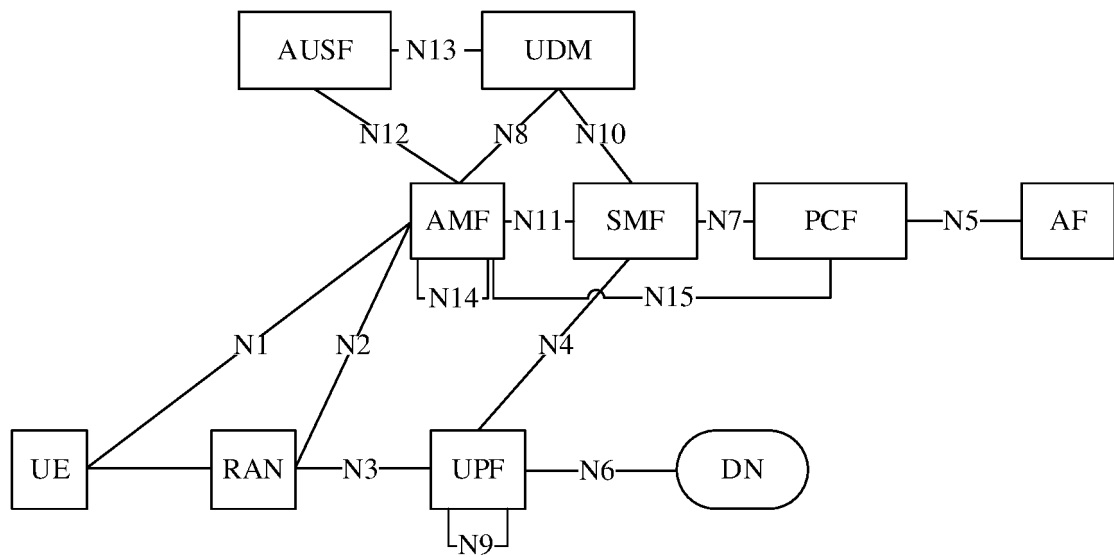 AUSF N13 UDM
N12 N8 N10
AMF N11 SMF N7 PCF N5 AF
N14 N15
N1 N2 N4
UE RAN N3 UPF N6 DN
N9